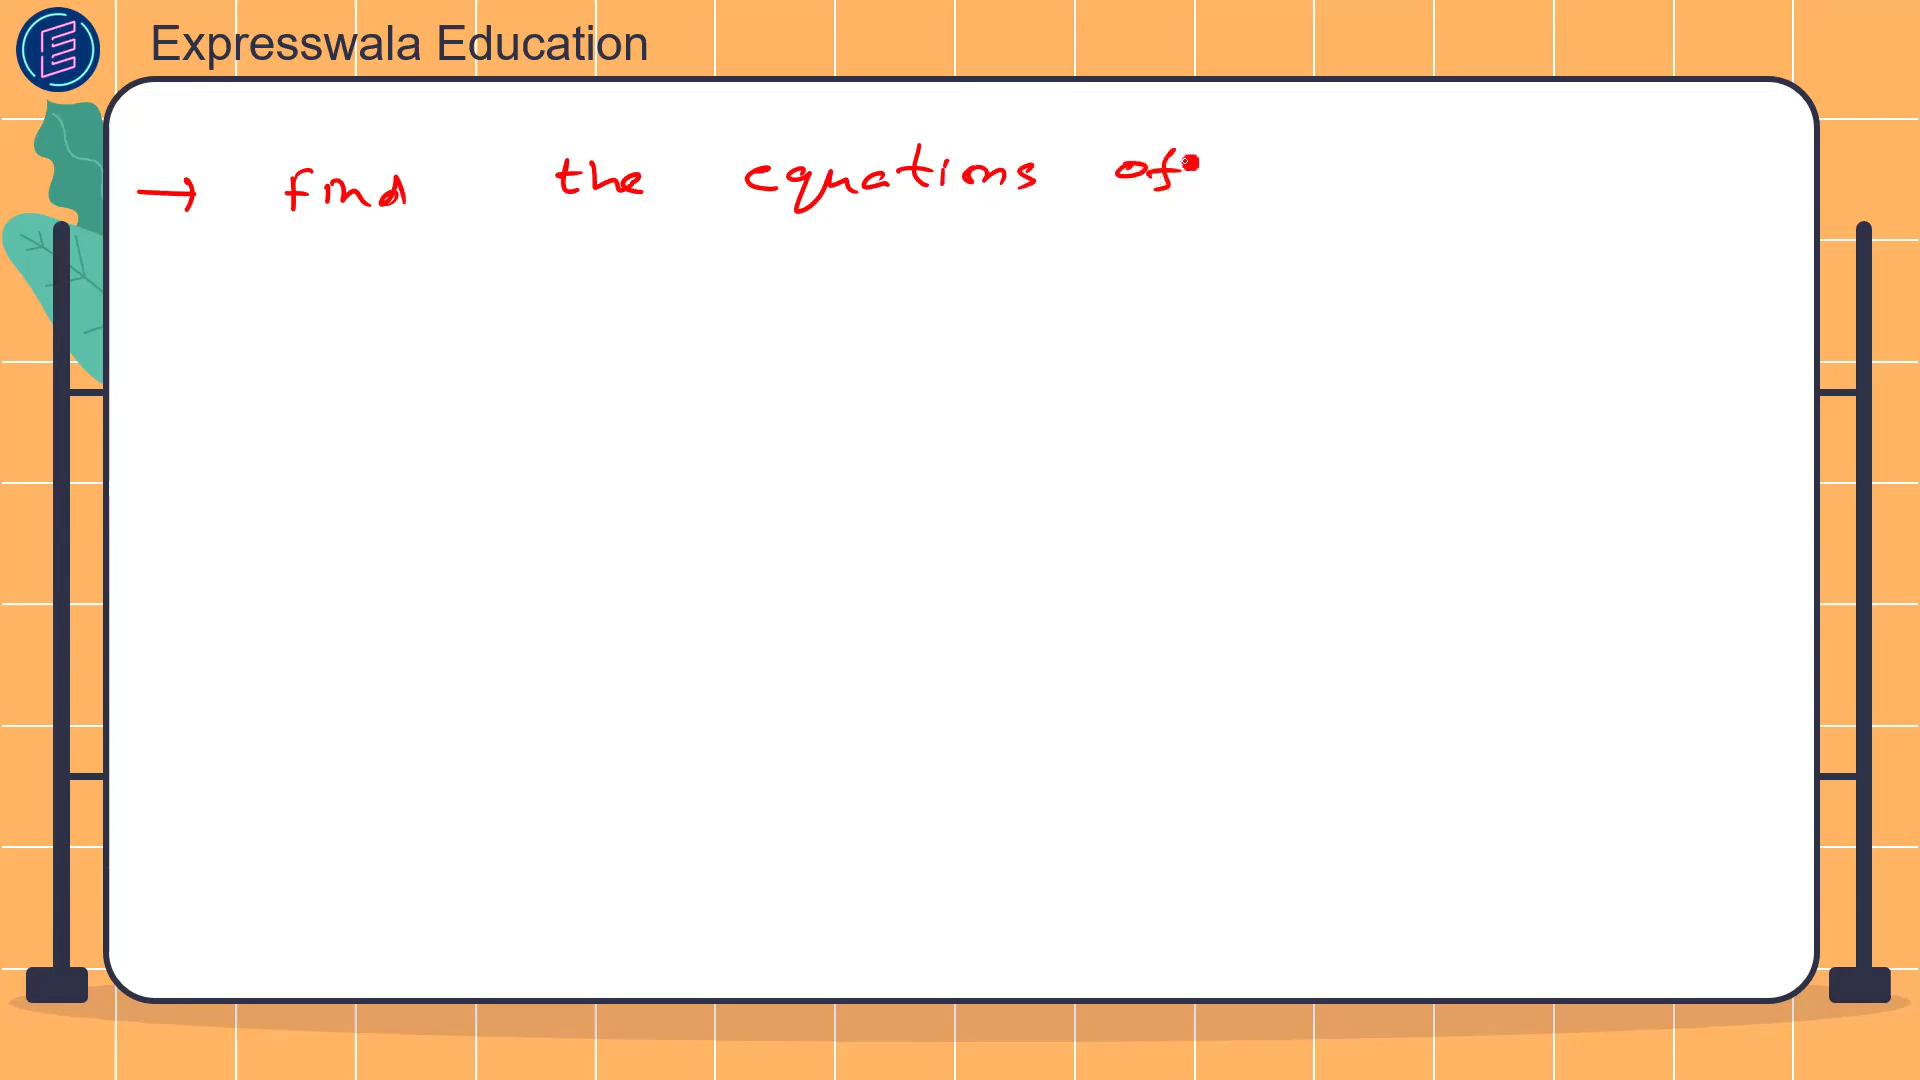 Expresswala Education
→ find the equations of